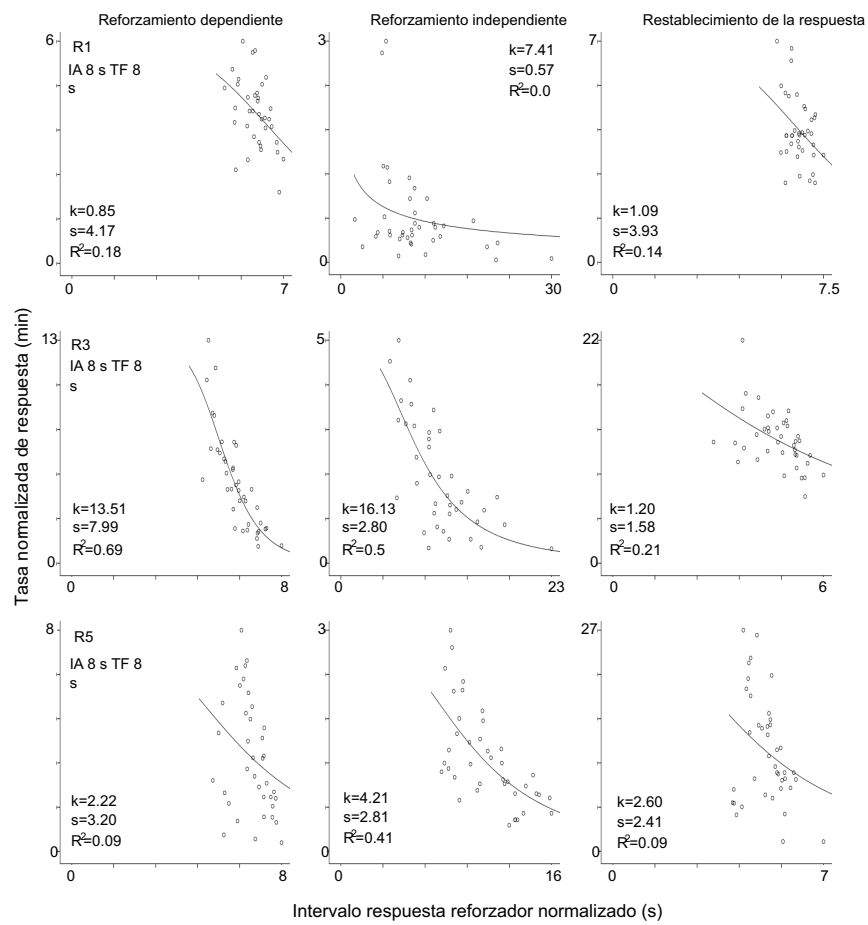 Reforzamiento dependiente
Reforzamiento independiente
Restablecimiento de la respuesta
6
R1
IA 8 s TF 8
s
k=0.85
s=4.17
R²=0.18
0
0
7
3
k=7.41
s=0.57
R²=0.0
0
0
30
7
k=1.09
s=3.93
R²=0.14
0
0
7.5
Tasa normalizada de respuesta (min)
13
R3
IA 8 s TF 8
s
k=13.51
s=7.99
R²=0.69
0
0
8
5
k=16.13
s=2.80
R²=0.5
0
0
23
22
k=1.20
s=1.58
R²=0.21
0
0
6
8
R5
IA 8 s TF 8
s
k=2.22
s=3.20
R²=0.09
0
0
8
3
k=4.21
s=2.81
R²=0.41
0
0
16
27
k=2.60
s=2.41
R²=0.09
0
0
7
Intervalo respuesta reforzador normalizado (s)